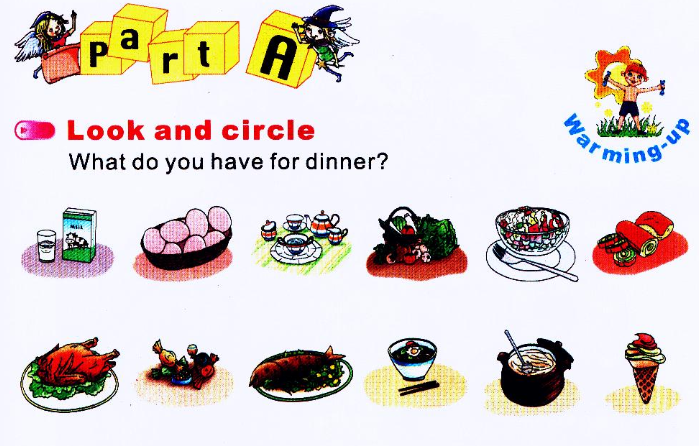 Part A
Warming-up
Look and circle
What do you have for dinner?
MILK